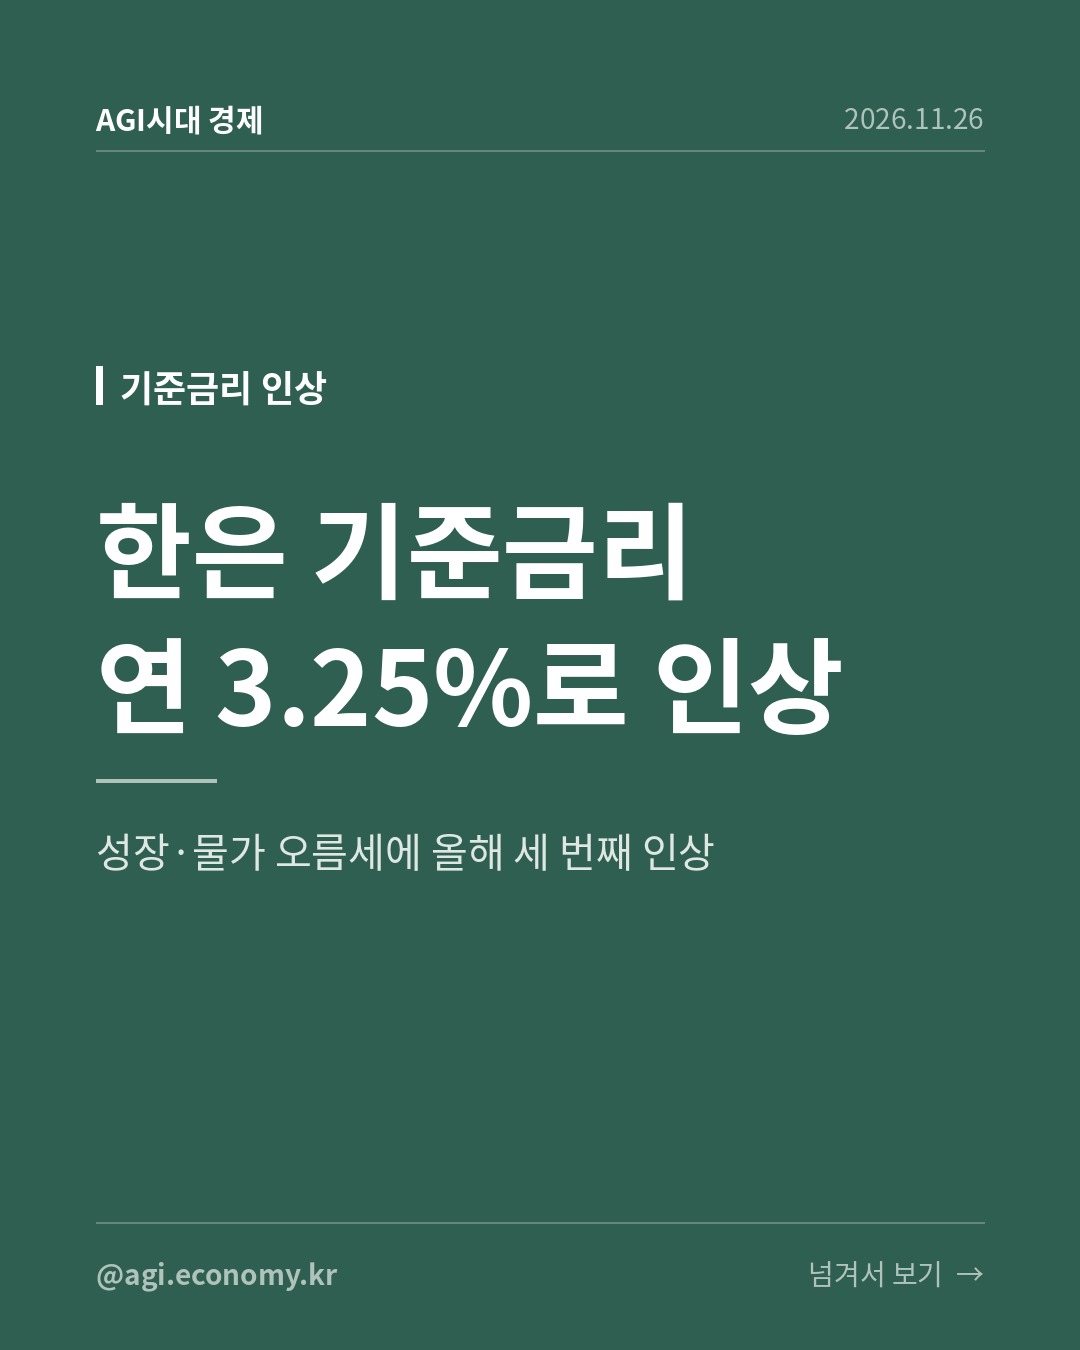 AGI시대 경제
2026.11.26
기준금리 인상
한은 기준금리
연 3.25%로 인상
성장·물가 오름세에 올해 세 번째 인상
@agi.economy.kr
넘겨서 보기 →